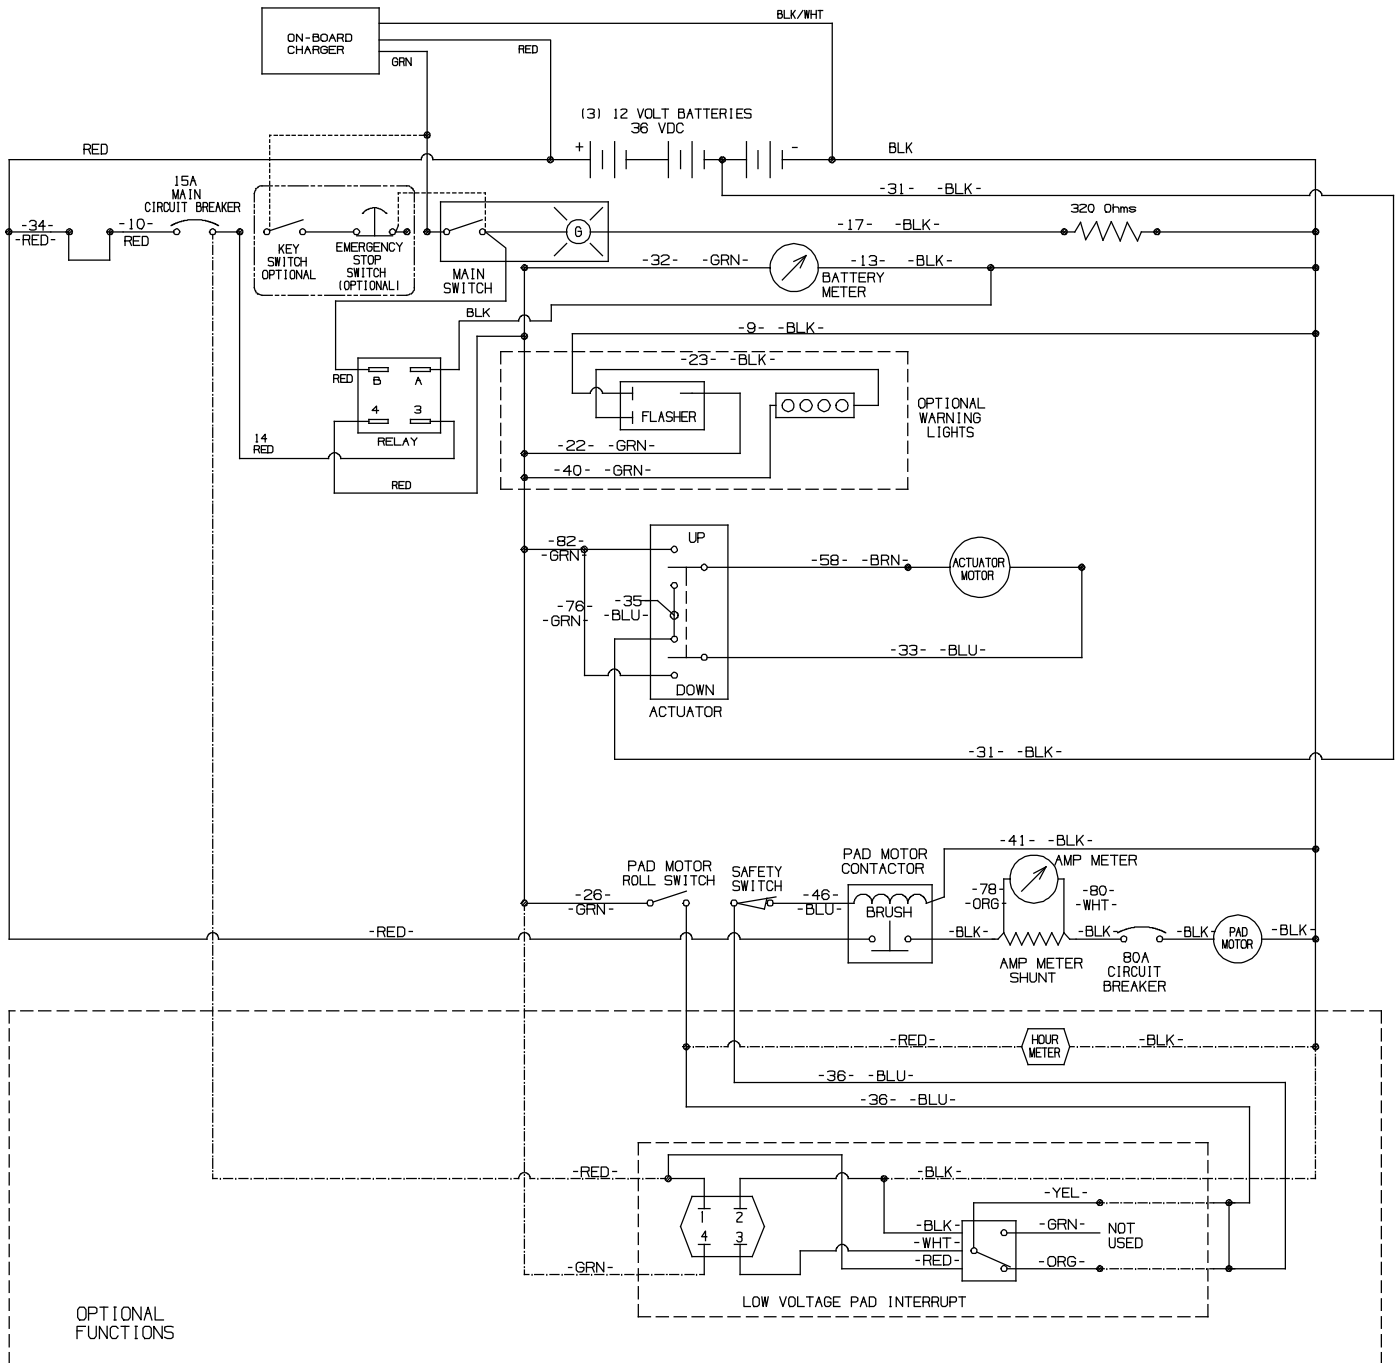 BLK/WHT
ON-BOARD
CHARGER
RED
GRN
(3) 12 VOLT BATTERIES
36 VDC
+
-
RED
BLK
15A
MAIN
CIRCUIT BREAKER
-31- -BLK-
-34-
-RED-
-10-
RED
320 Ohms
-17- -BLK-
G
KEY
SWITCH
OPTIONAL
EMERGENCY
STOP
SWITCH
(OPTIONAL)
MAIN
SWITCH
-32- -GRN-
-13- -BLK-
BATTERY
METER
BLK
-9- -BLK-
-23- -BLK-
RED
B A
4 3
RELAY
FLASHER
OPTIONAL
WARNING
LIGHTS
14
RED
-22- -GRN-
-40- -GRN-
RED
UP
-82-
-GRN-
-58- -BRN-
ACTUATOR
MOTOR
-76-
-GRN-
-35-
-BLU-
-33- -BLU-
DOWN
ACTUATOR
-31- -BLK-
-41- -BLK-
PAD MOTOR
ROLL SWITCH
SAFETY
SWITCH
PAD MOTOR
CONTACTOR
AMP METER
-26-
-GRN-
-46-
-BLU-
BRUSH
-78-
-ORG-
-80-
-WHT-
-RED-
-BLK-
-BLK-
-BLK-
PAD
MOTOR
-BLK-
AMP METER
SHUNT
80A
CIRCUIT
BREAKER
-RED-
HOUR
METER
-BLK-
-36- -BLU-
-36- -BLU-
-RED-
-BLK-
-YEL-
1 2
4 3
-BLK-
-WHT-
-RED-
-GRN-
NOT
USED
-ORG-
-GRN-
LOW VOLTAGE PAD INTERRUPT
OPTIONAL
FUNCTIONS